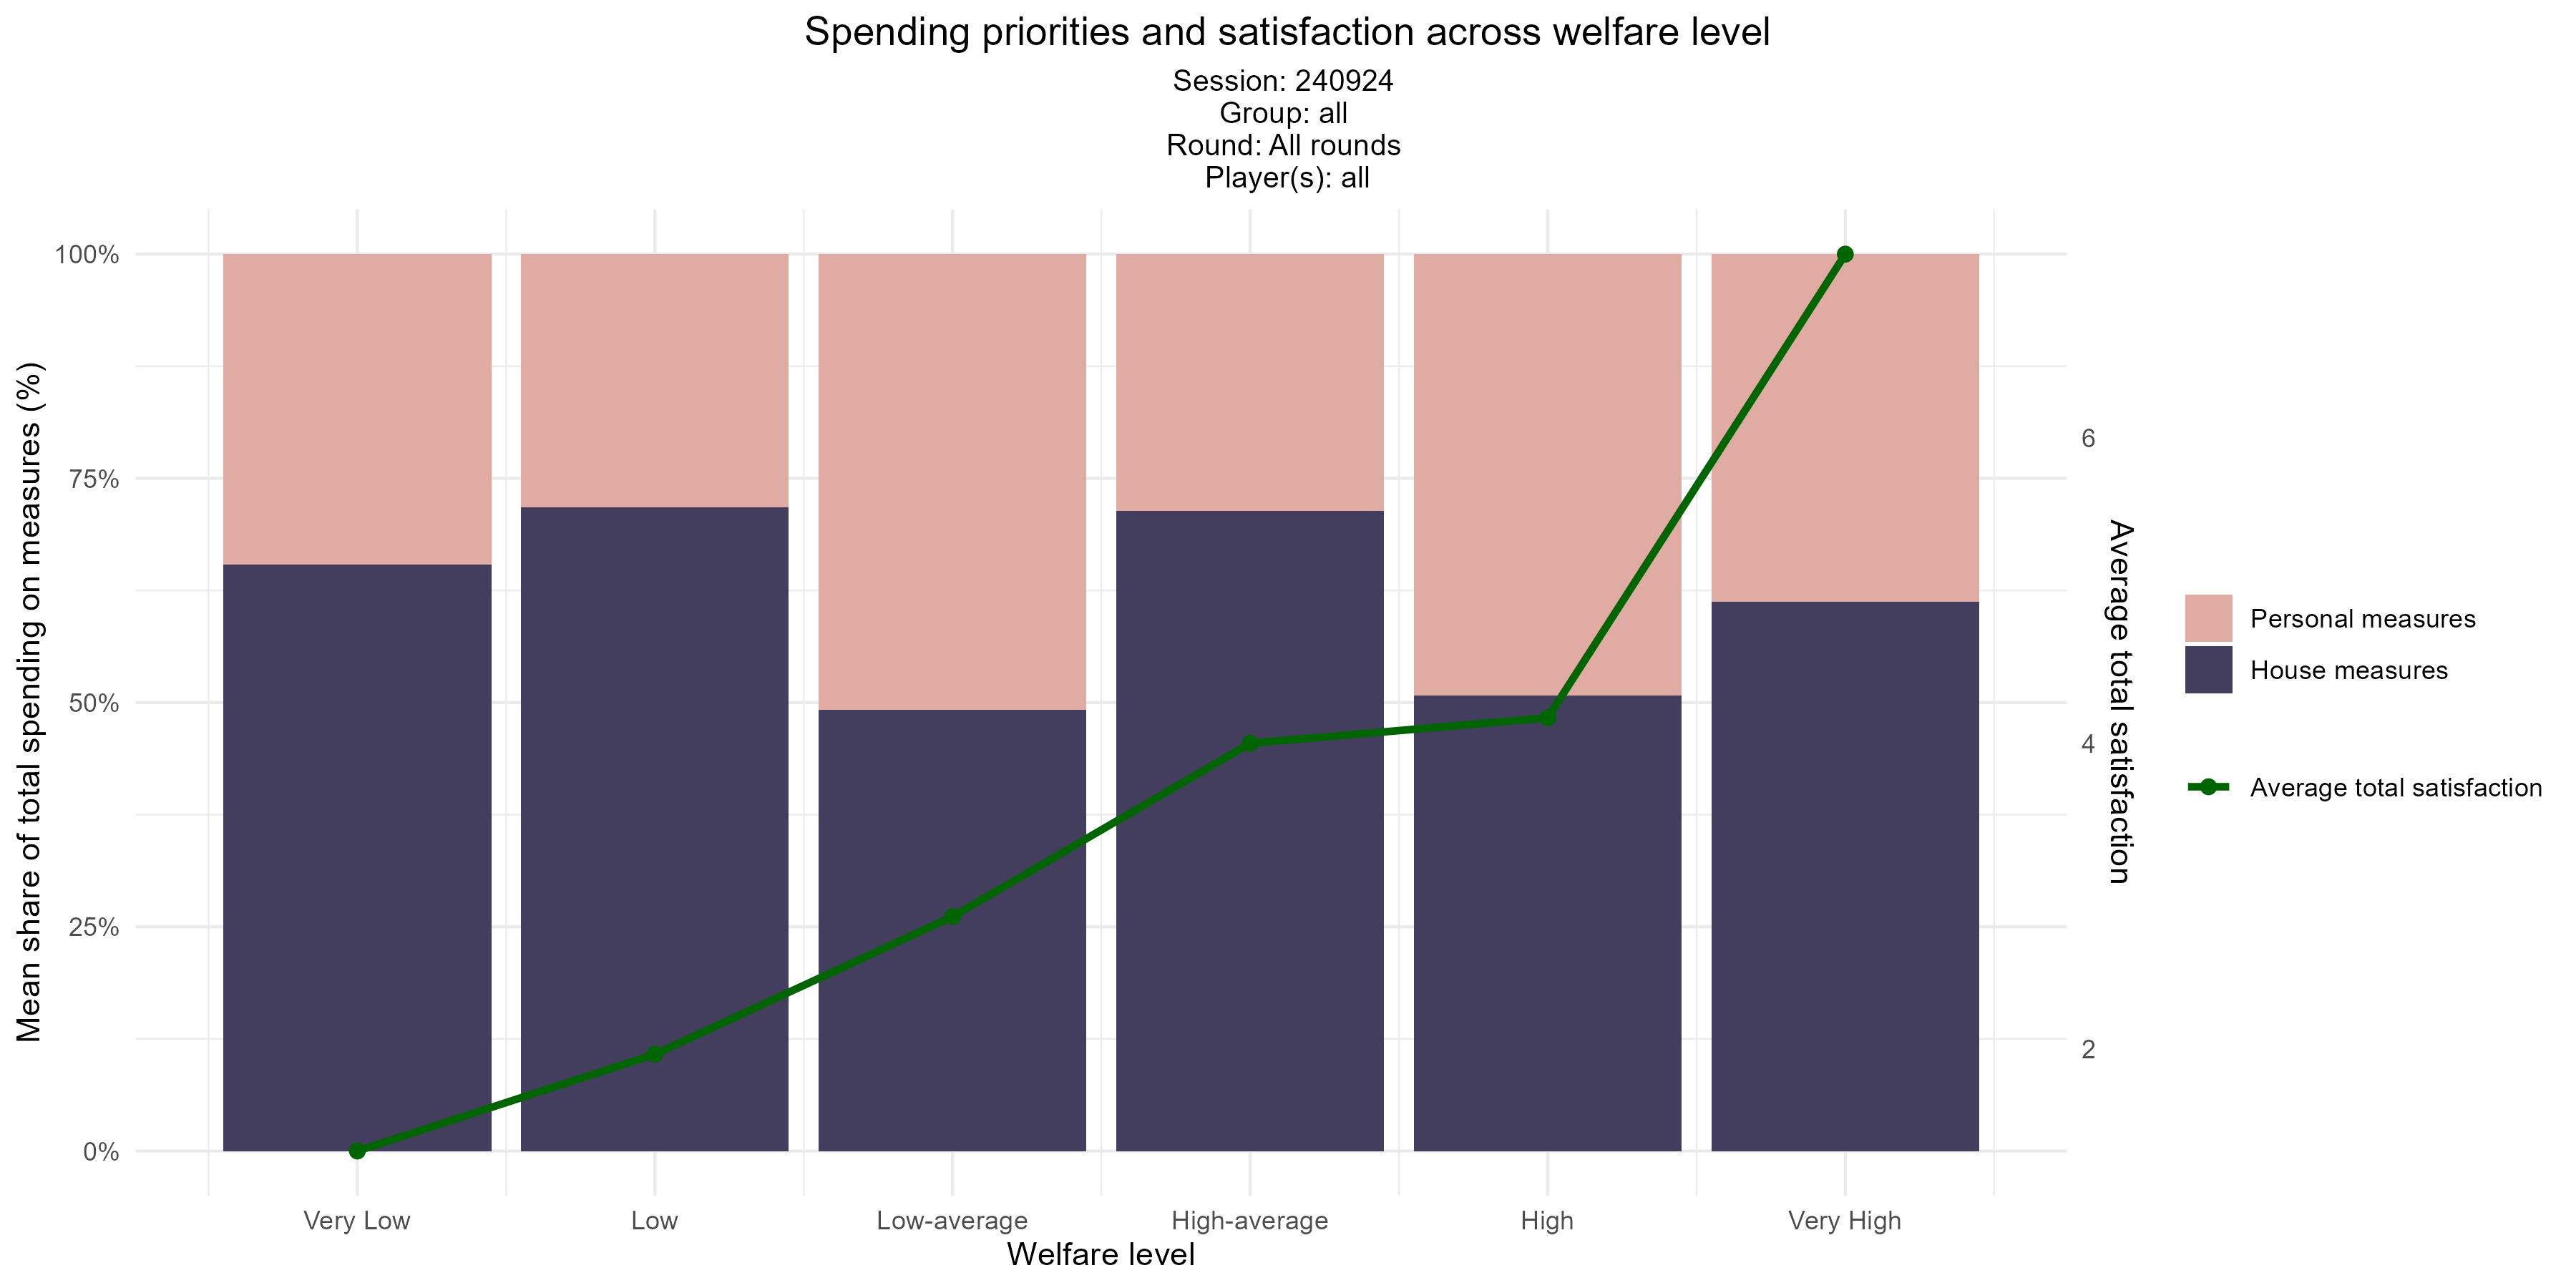 Spending priorities and satisfaction across welfare level
Session: 240924
Group: all
Round: All rounds
Player(s): all
Mean share of total spending on measures (%)
100%
75%
50%
25%
0%
6
4
2
Average total satisfaction
Personal measures
House measures
Average total satisfaction
Very Low
Low
Low-average
High-average
High
Very High
Welfare level